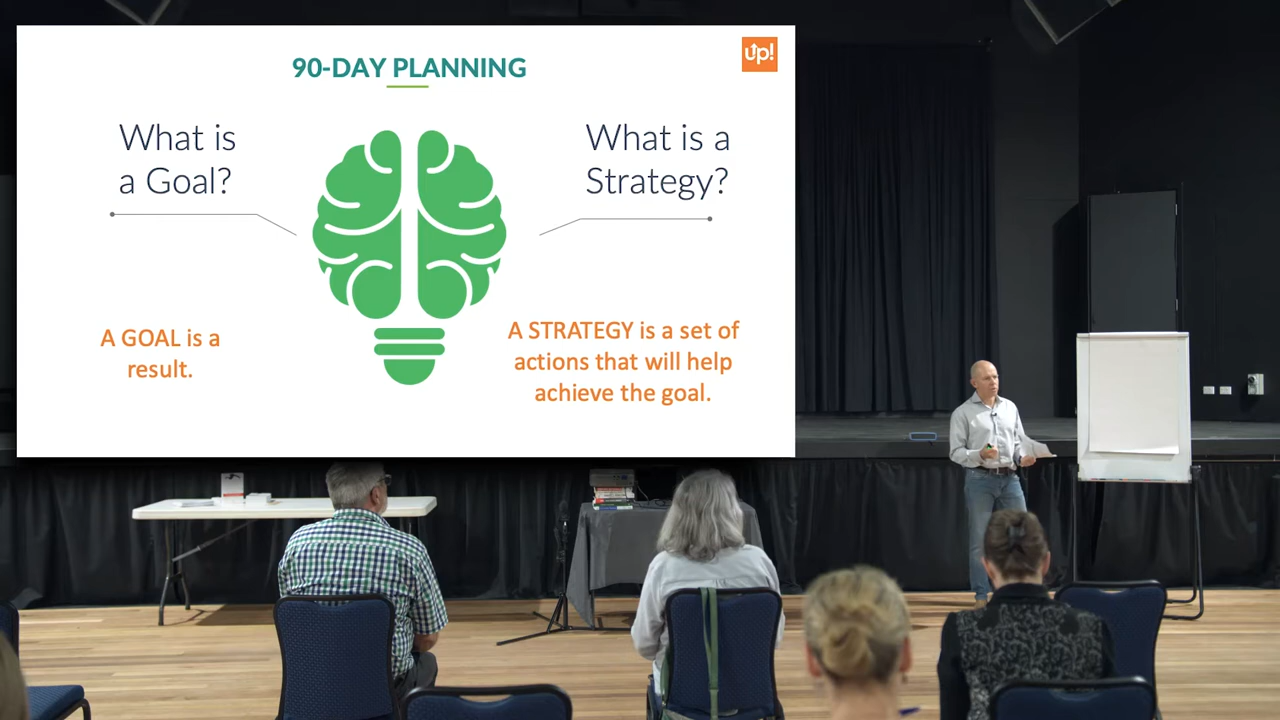 90-DAY PLANNING
up!
What is
a Goal?
What is a
Strategy?
A GOAL is a
result.
A STRATEGY is a set of
actions that will help
achieve the goal.